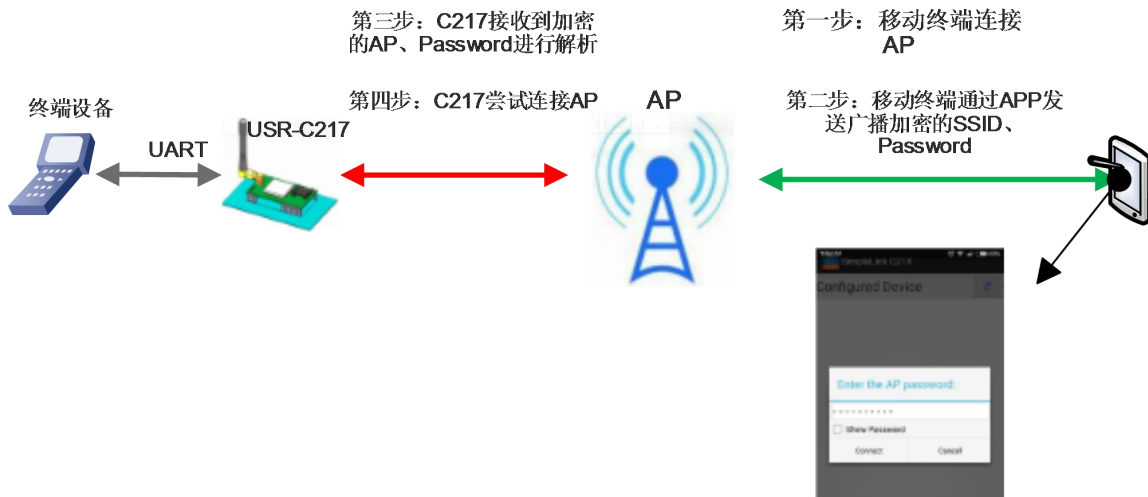 第三步：C217接收到加密
的AP、Password进行解析
第四步：C217尝试连接AP
第一步：移动终端连接
AP
第二步：移动终端通过APP发
送广播加密的SSID、
Password
终端设备
UART
USR-C217
AP
SimpleLink C21X
Configured Device
Enter the AP password:
Show Password
Connect
Cancel